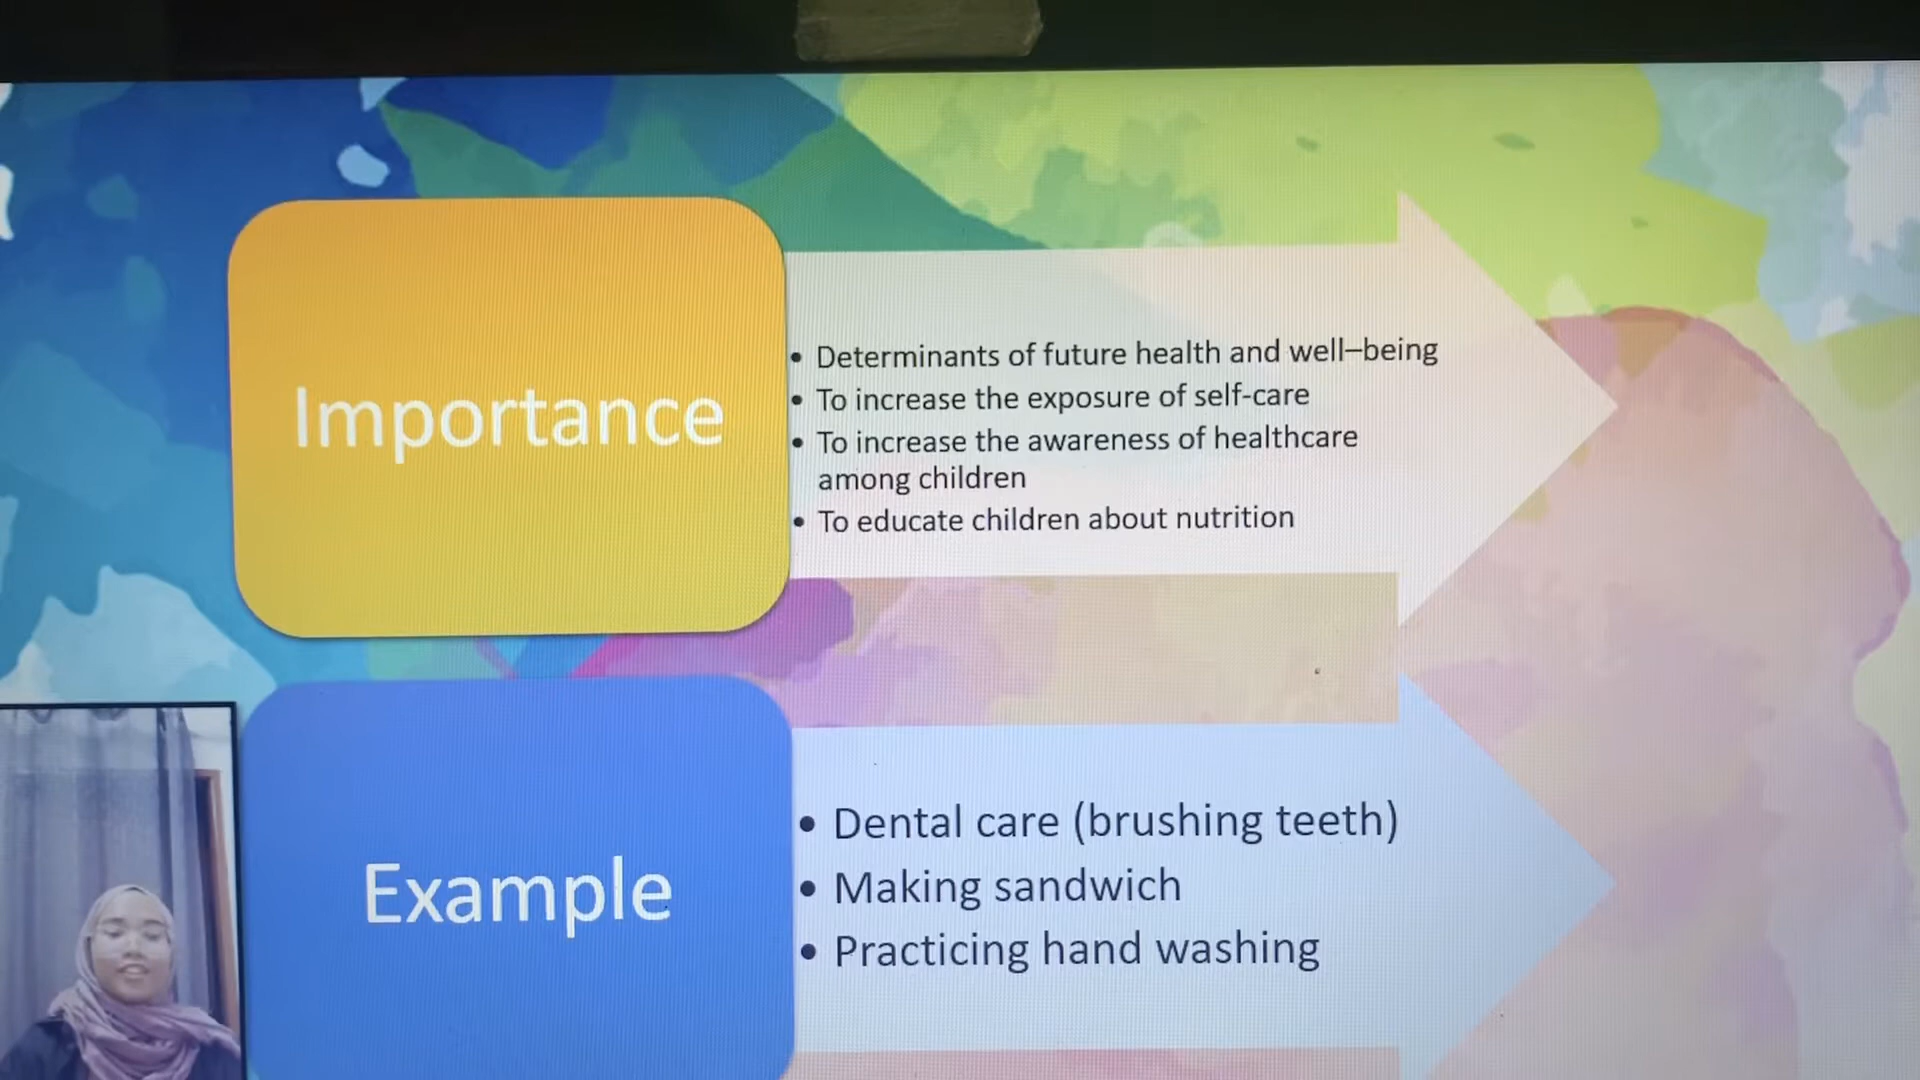 Importance
• Determinants of future health and well–being
• To increase the exposure of self-care
• To increase the awareness of healthcare
among children
• To educate children about nutrition
Example
• Dental care (brushing teeth)
• Making sandwich
• Practicing hand washing